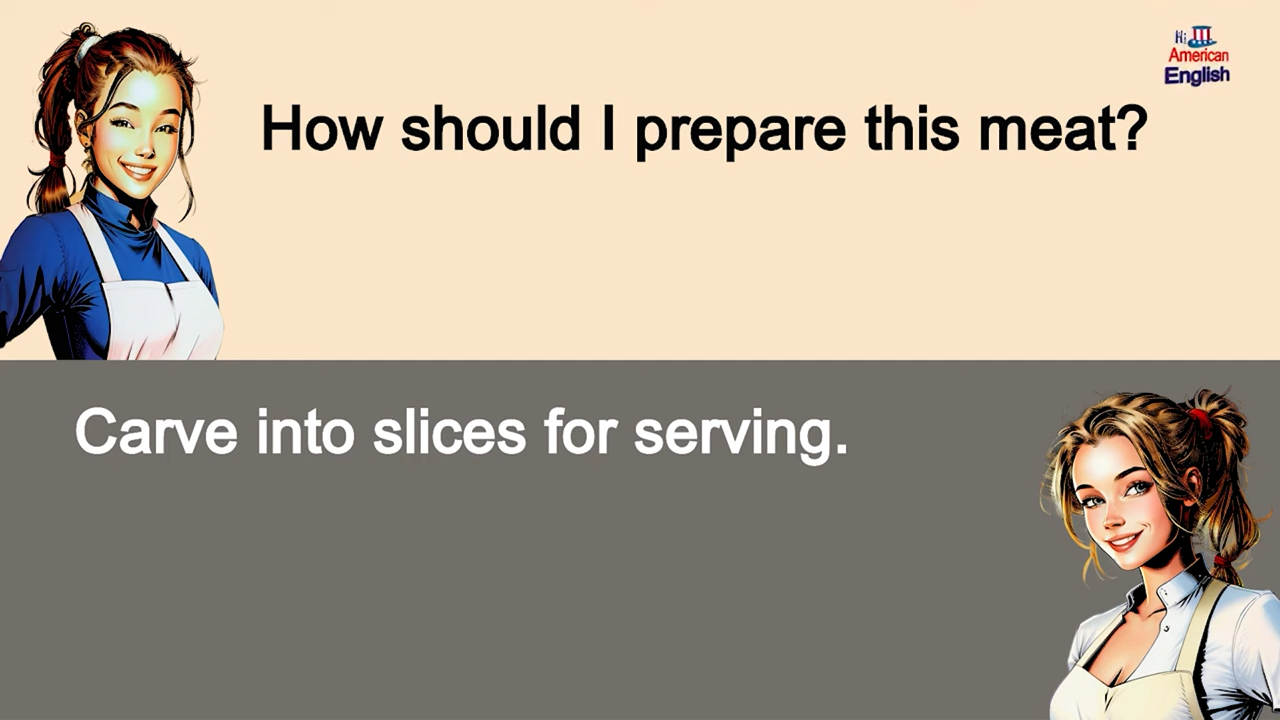 Hi
American
English
How should I prepare this meat?
Carve into slices for serving.